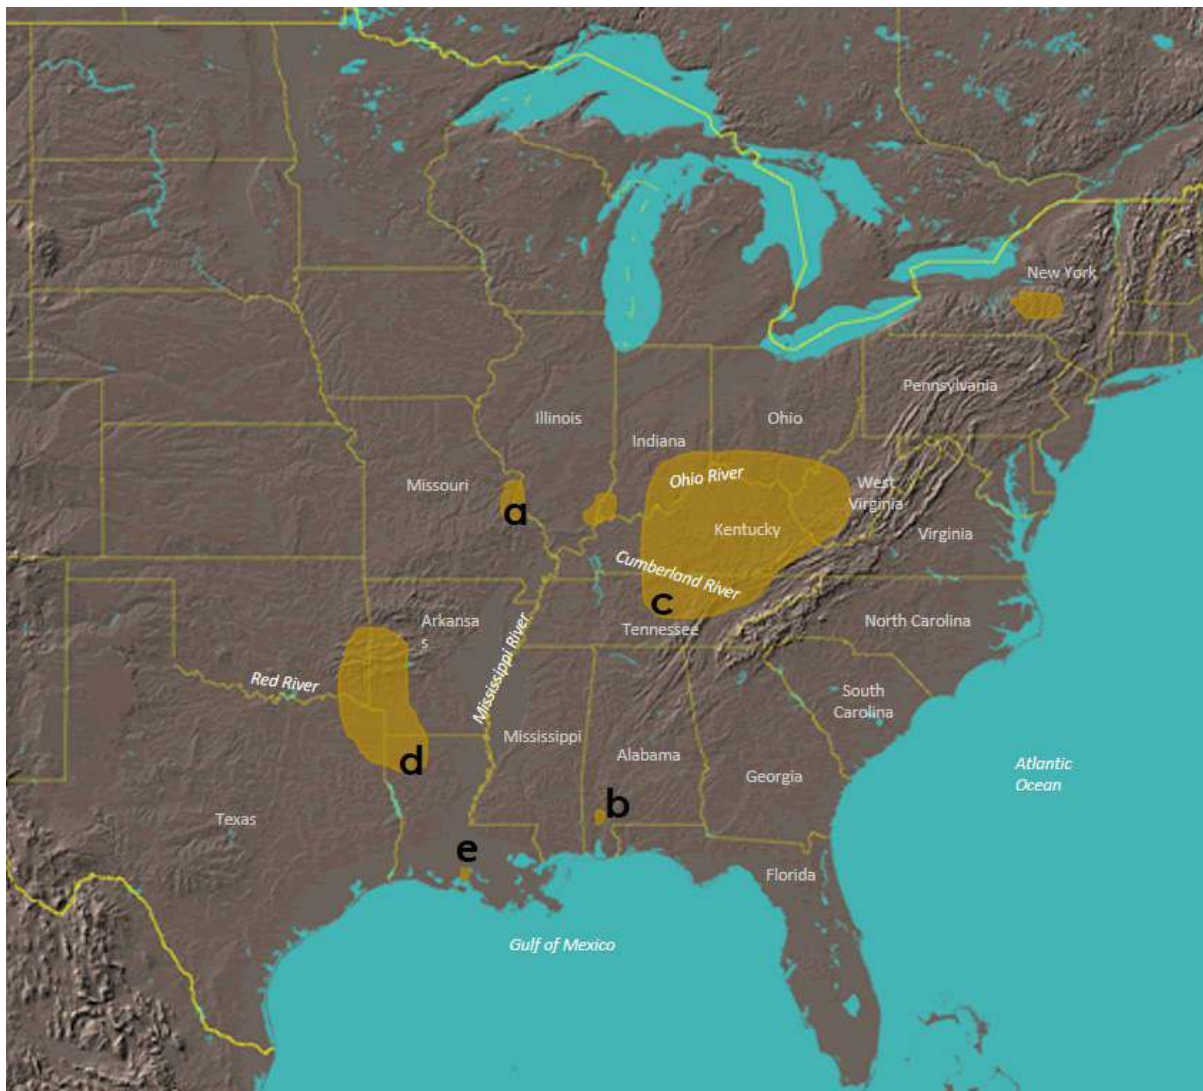 New York
Pennsylvania
Illinois
Ohio
Indiana
Ohio River
Missouri
West
Virginia
a
Kentucky
Virginia
Cumberland River
c
Arkansa
s
Tennessee
North Carolina
Mississippi River
Red River
South
Carolina
Mississippi
d
Alabama
Georgia
Atlantic
Ocean
b
Texas
e
Florida
Gulf of Mexico